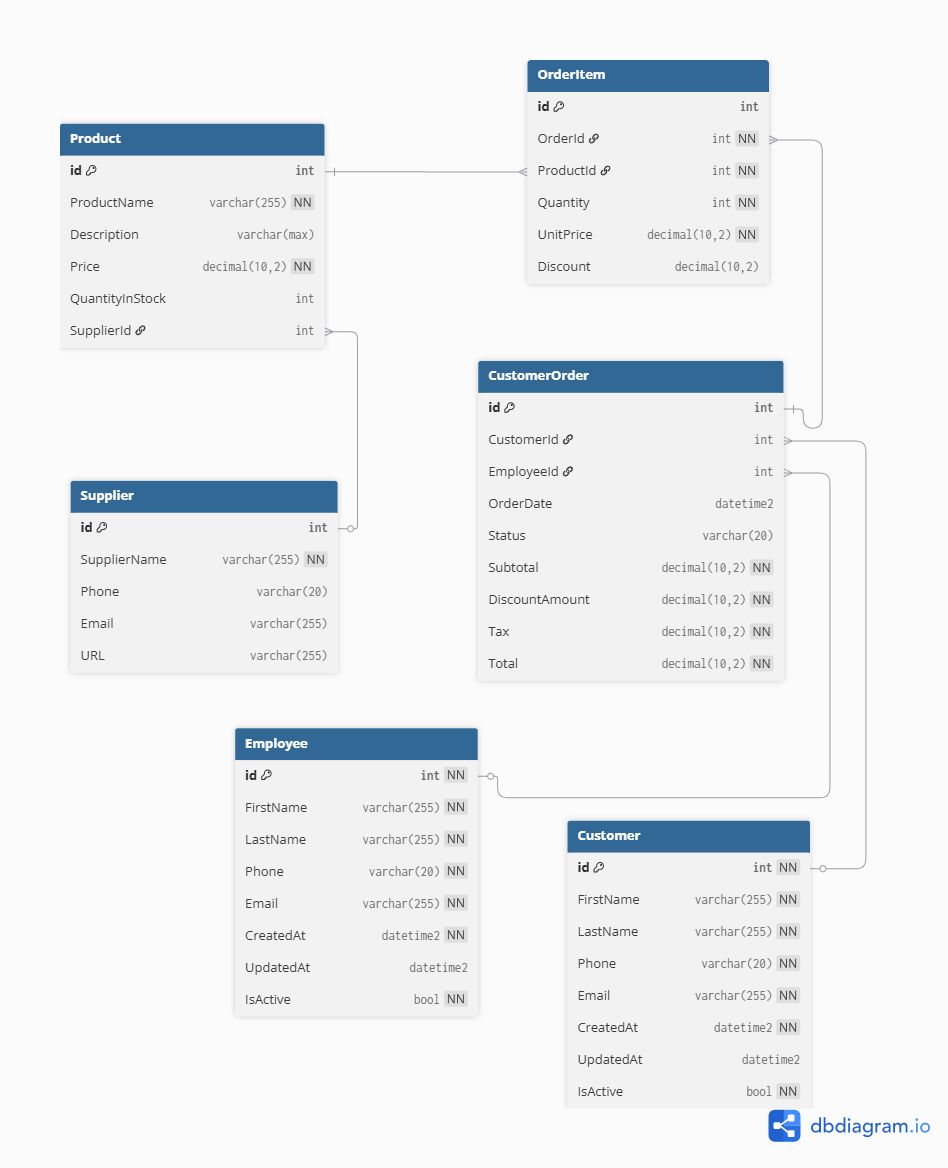 Product
id int
ProductName varchar(255) NN
Description varchar(max)
Price decimal(10,2) NN
QuantityInStock int
SupplierId int
OrderItem
id int
OrderId int NN
ProductId int NN
Quantity int NN
UnitPrice decimal(10,2) NN
Discount decimal(10,2)
CustomerOrder
id int
CustomerId int
EmployeeId int
OrderDate datetime2
Status varchar(20)
Subtotal decimal(10,2) NN
DiscountAmount decimal(10,2) NN
Tax decimal(10,2) NN
Total decimal(10,2) NN
Supplier
id int
SupplierName varchar(255) NN
Phone varchar(20)
Email varchar(255)
URL varchar(255)
Employee
id int NN
FirstName varchar(255) NN
LastName varchar(255) NN
Phone varchar(20) NN
Email varchar(255) NN
CreatedAt datetime2 NN
UpdatedAt datetime2
IsActive bool NN
Customer
id int NN
FirstName varchar(255) NN
LastName varchar(255) NN
Phone varchar(20) NN
Email varchar(255) NN
CreatedAt datetime2 NN
UpdatedAt datetime2
IsActive bool NN
dbdiagram.io